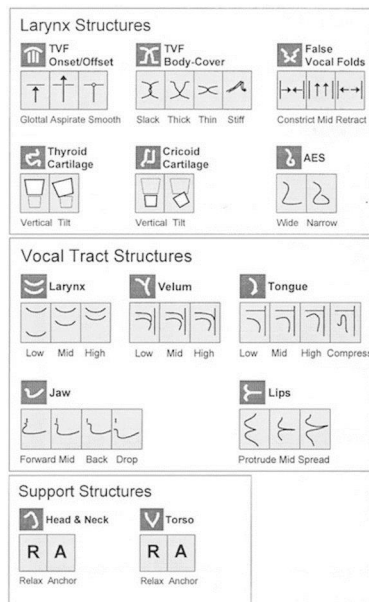 Larynx Structures
TVF Onset/Offset
TVF Body-Cover
False Vocal Folds
Glottal Aspirate Smooth
Slack Thick Thin Stiff
Constrict Mid Retract
Thyroid Cartilage
Cricoid Cartilage
AES
Vertical Tilt
Vertical Tilt
Wide Narrow
Vocal Tract Structures
Larynx
Velum
Tongue
Low Mid High
Low Mid High
Low Mid High Compress
Jaw
Lips
Forward Mid Back Drop
Protrude Mid Spread
Support Structures
Head & Neck
Torso
R A
R A
Relax Anchor
Relax Anchor